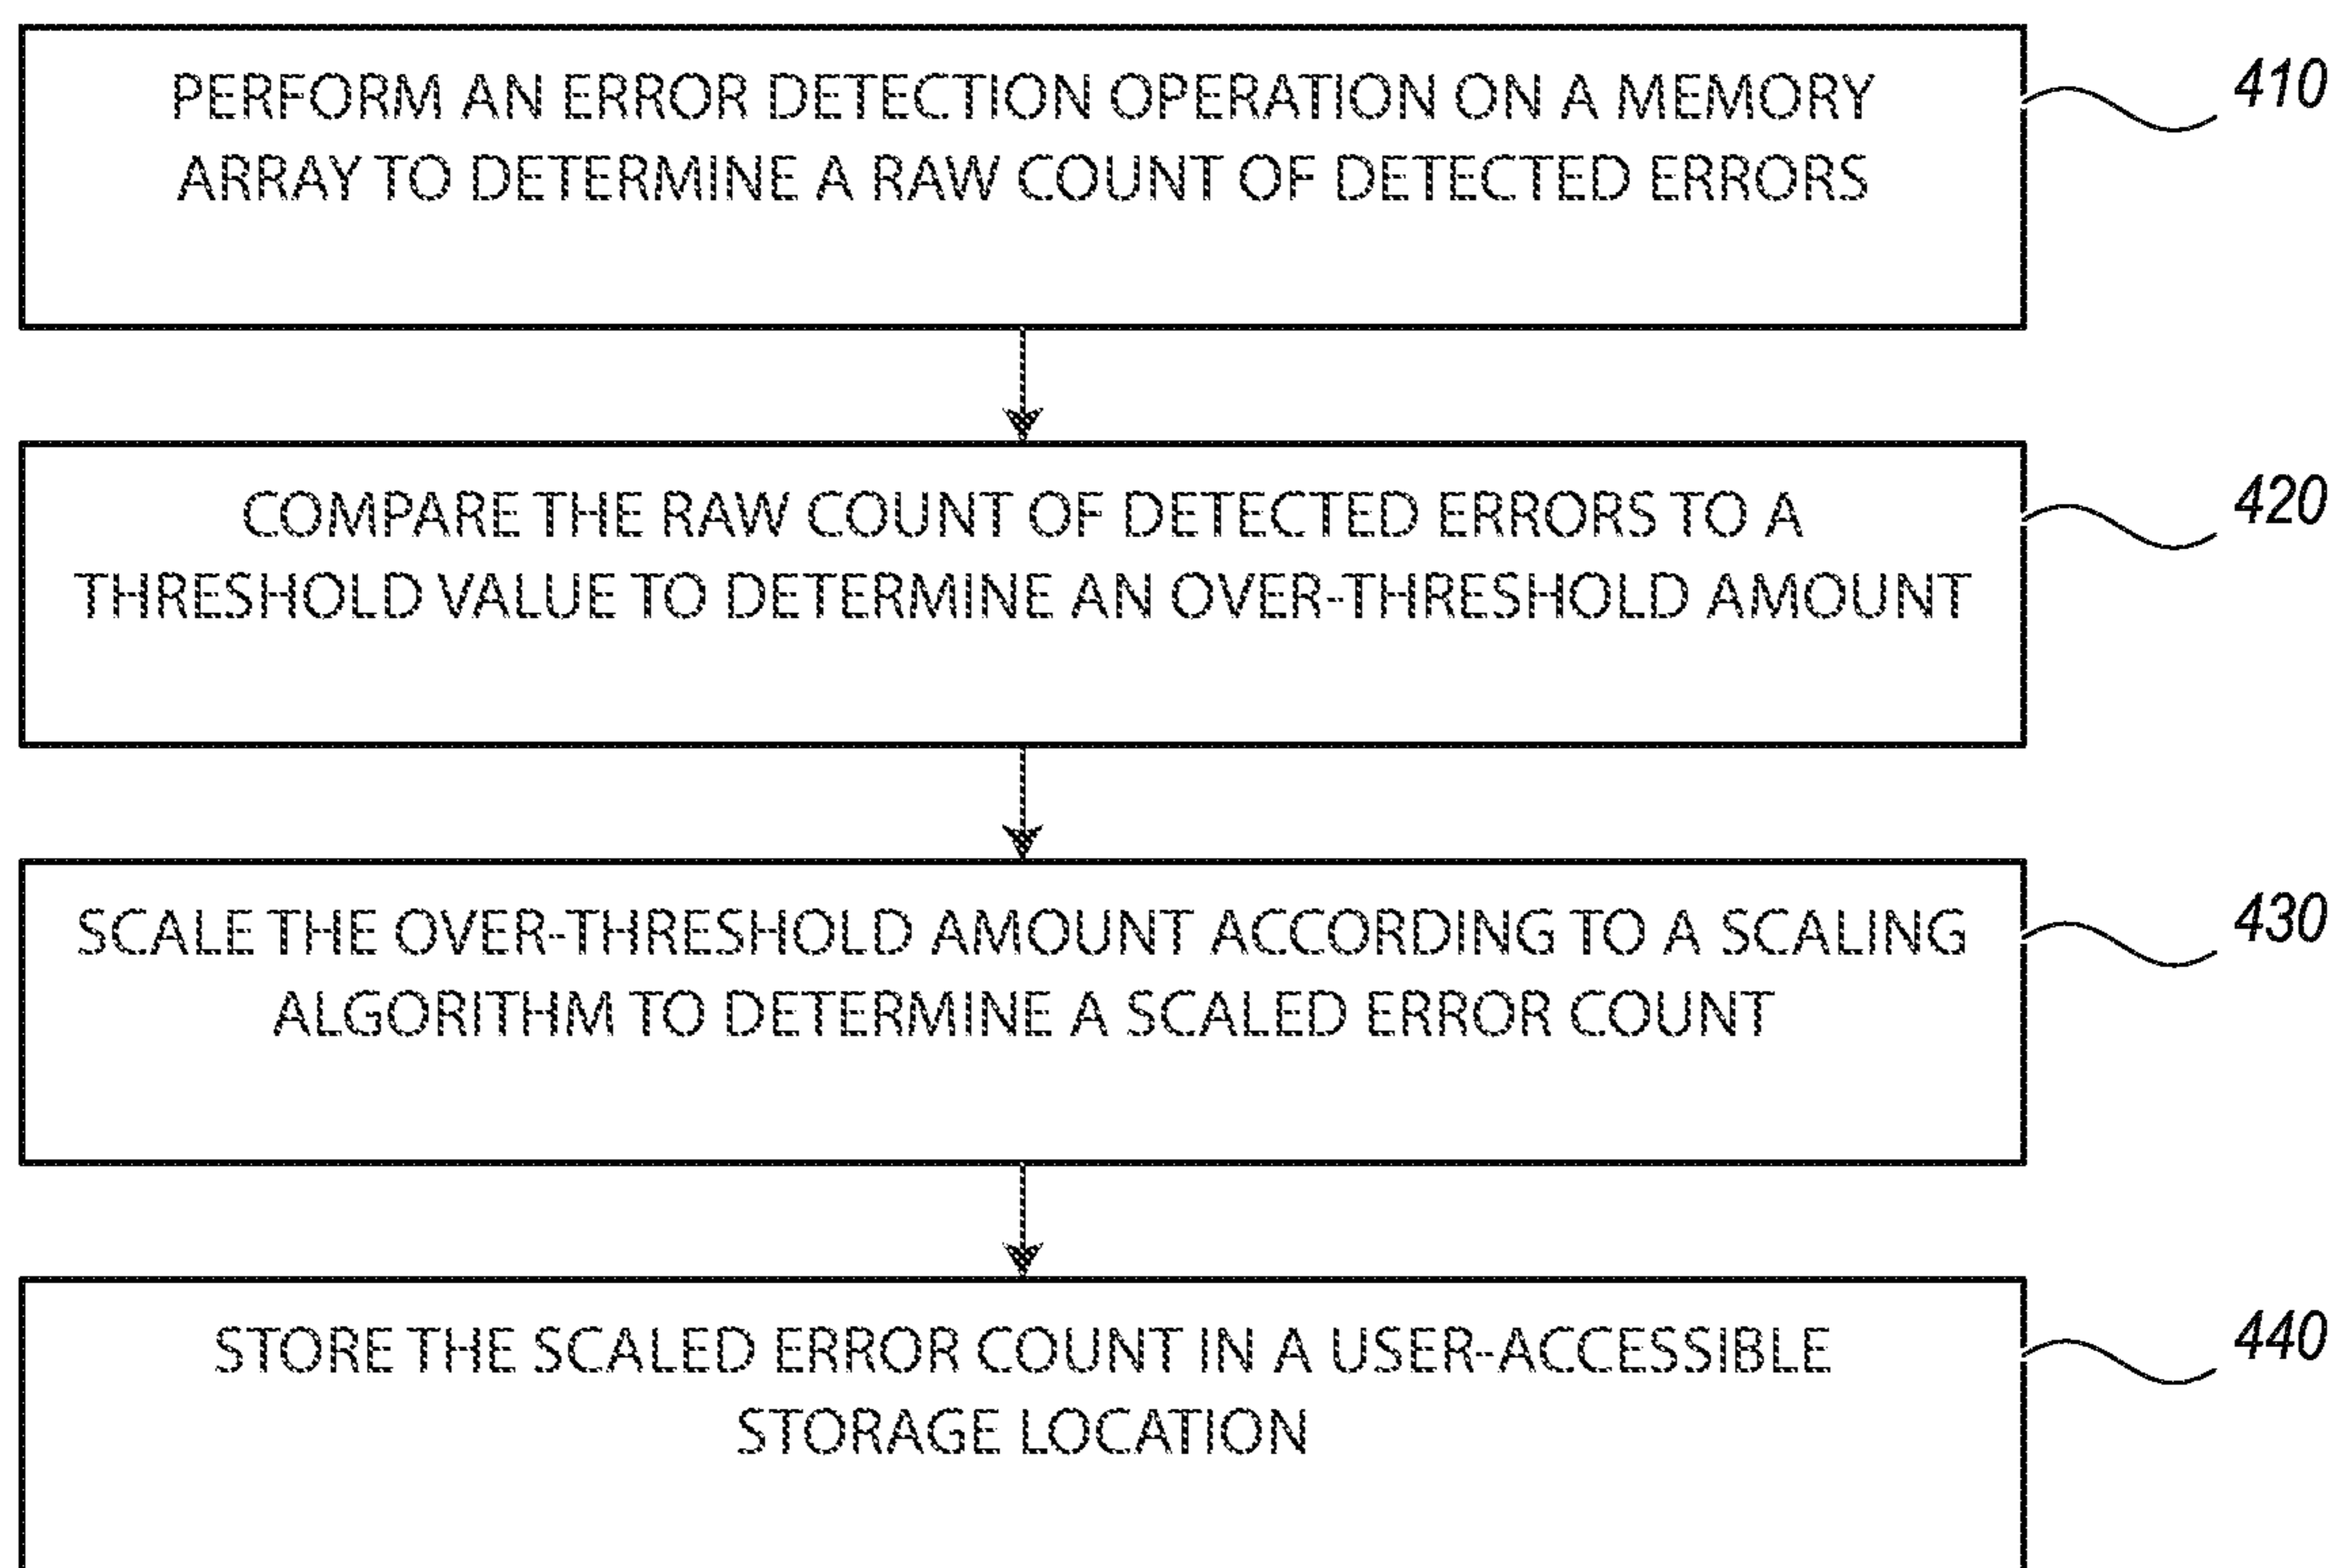 PERFORM AN ERROR DETECTION OPERATION ON A MEMORY
ARRAY TO DETERMINE A RAW COUNT OF DETECTED ERRORS
410
COMPARE THE RAW COUNT OF DETECTED ERRORS TO A
THRESHOLD VALUE TO DETERMINE AN OVER-THRESHOLD AMOUNT
420
SCALE THE OVER-THRESHOLD AMOUNT ACCORDING TO A SCALING
ALGORITHM TO DETERMINE A SCALED ERROR COUNT
430
STORE THE SCALED ERROR COUNT IN A USER-ACCESSIBLE
STORAGE LOCATION
440